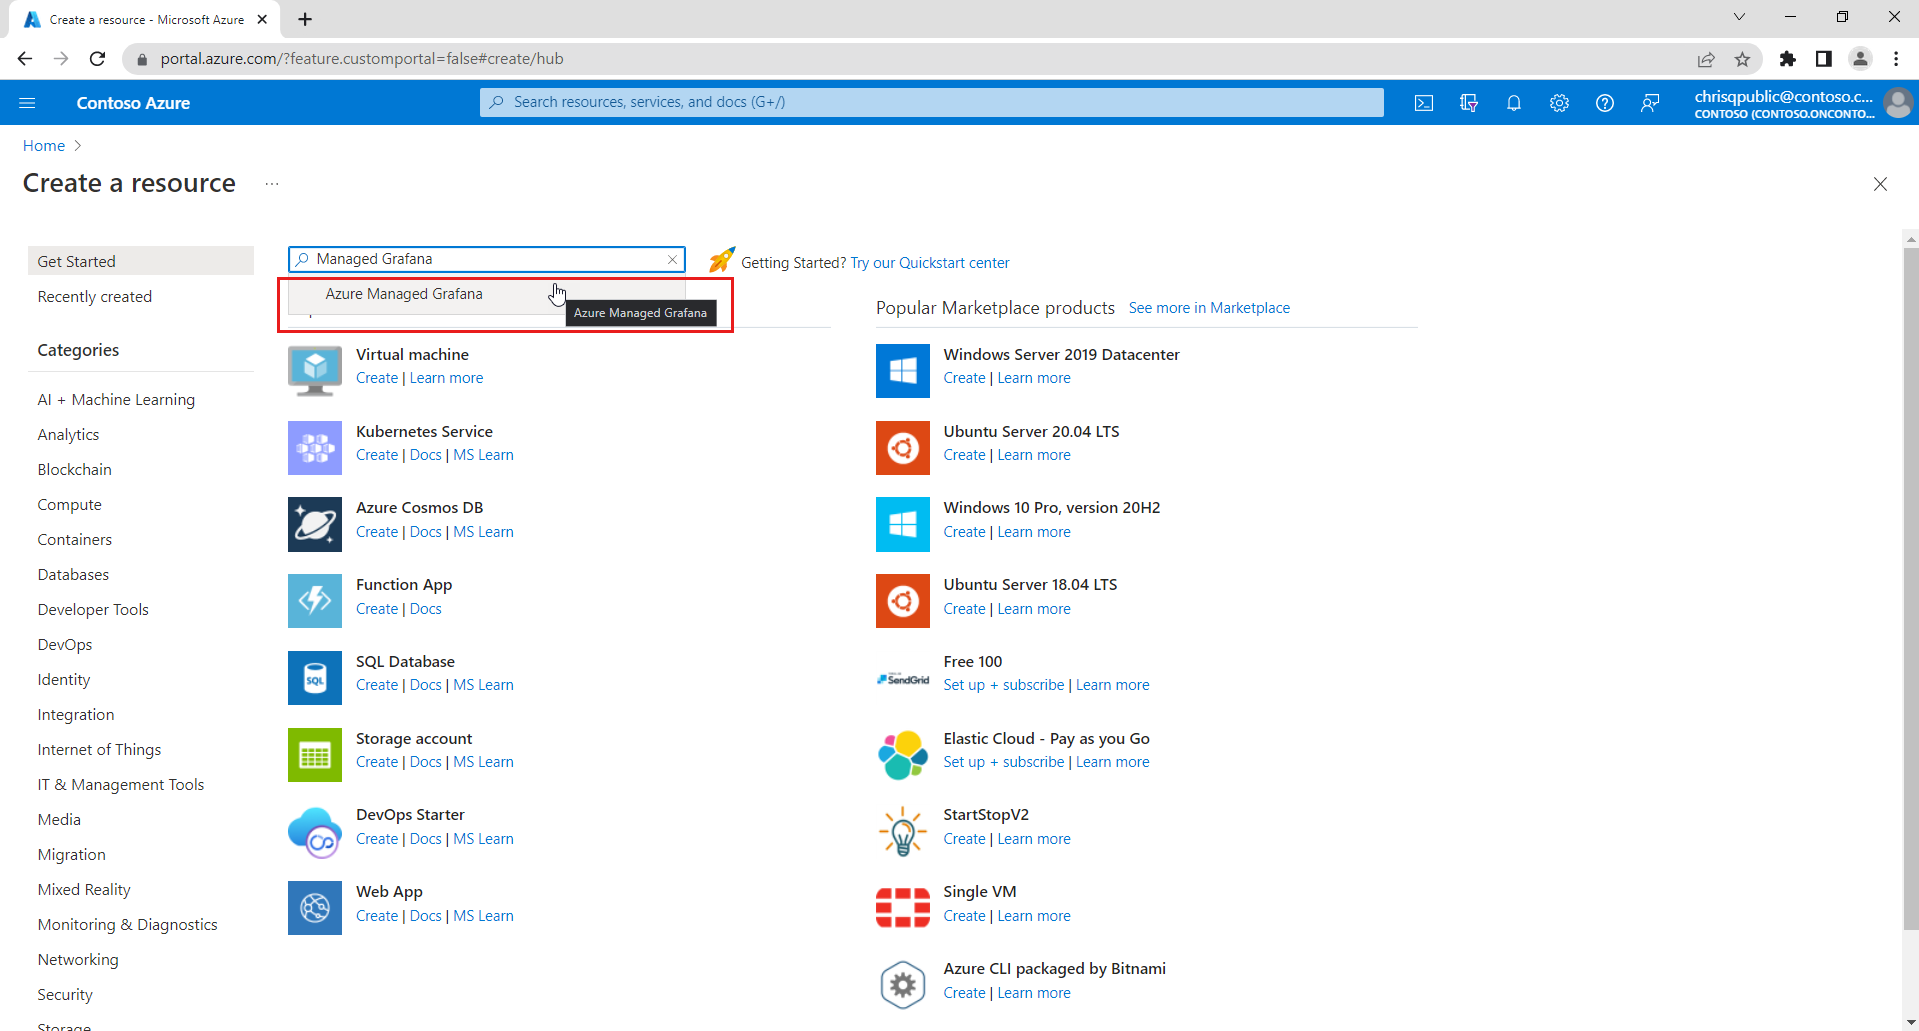 Create a resource - Microsoft Azure
portal.azure.com/?feature.customportal=false#create/hub
Contoso Azure
Search resources, services, and docs (G+/)
chrisqpublic@contoso.c...
CONTOSO (CONTOSO.ONCONTO...
Home
Create a resource
...
Get Started
Recently created
Categories
AI + Machine Learning
Analytics
Blockchain
Compute
Containers
Databases
Developer Tools
DevOps
Identity
Integration
Internet of Things
IT & Management Tools
Media
Migration
Mixed Reality
Monitoring & Diagnostics
Networking
Security
Storage
Managed Grafana
Azure Managed Grafana
Azure Managed Grafana
Getting Started? Try our Quickstart center
Virtual machine
Create | Learn more
Kubernetes Service
Create | Docs | MS Learn
Azure Cosmos DB
Create | Docs | MS Learn
Function App
Create | Docs
SQL
SQL Database
Create | Docs | MS Learn
Storage account
Create | Docs | MS Learn
DevOps Starter
Create | Docs | MS Learn
Web App
Create | Docs | MS Learn
Popular Marketplace products See more in Marketplace
Windows Server 2019 Datacenter
Create | Learn more
Ubuntu Server 20.04 LTS
Create | Learn more
Windows 10 Pro, version 20H2
Create | Learn more
Ubuntu Server 18.04 LTS
Create | Learn more
SendGrid
Free 100
Set up + subscribe | Learn more
Elastic Cloud - Pay as you Go
Set up + subscribe | Learn more
StartStopV2
Create | Learn more
Single VM
Create | Learn more
Azure CLI packaged by Bitnami
Create | Learn more